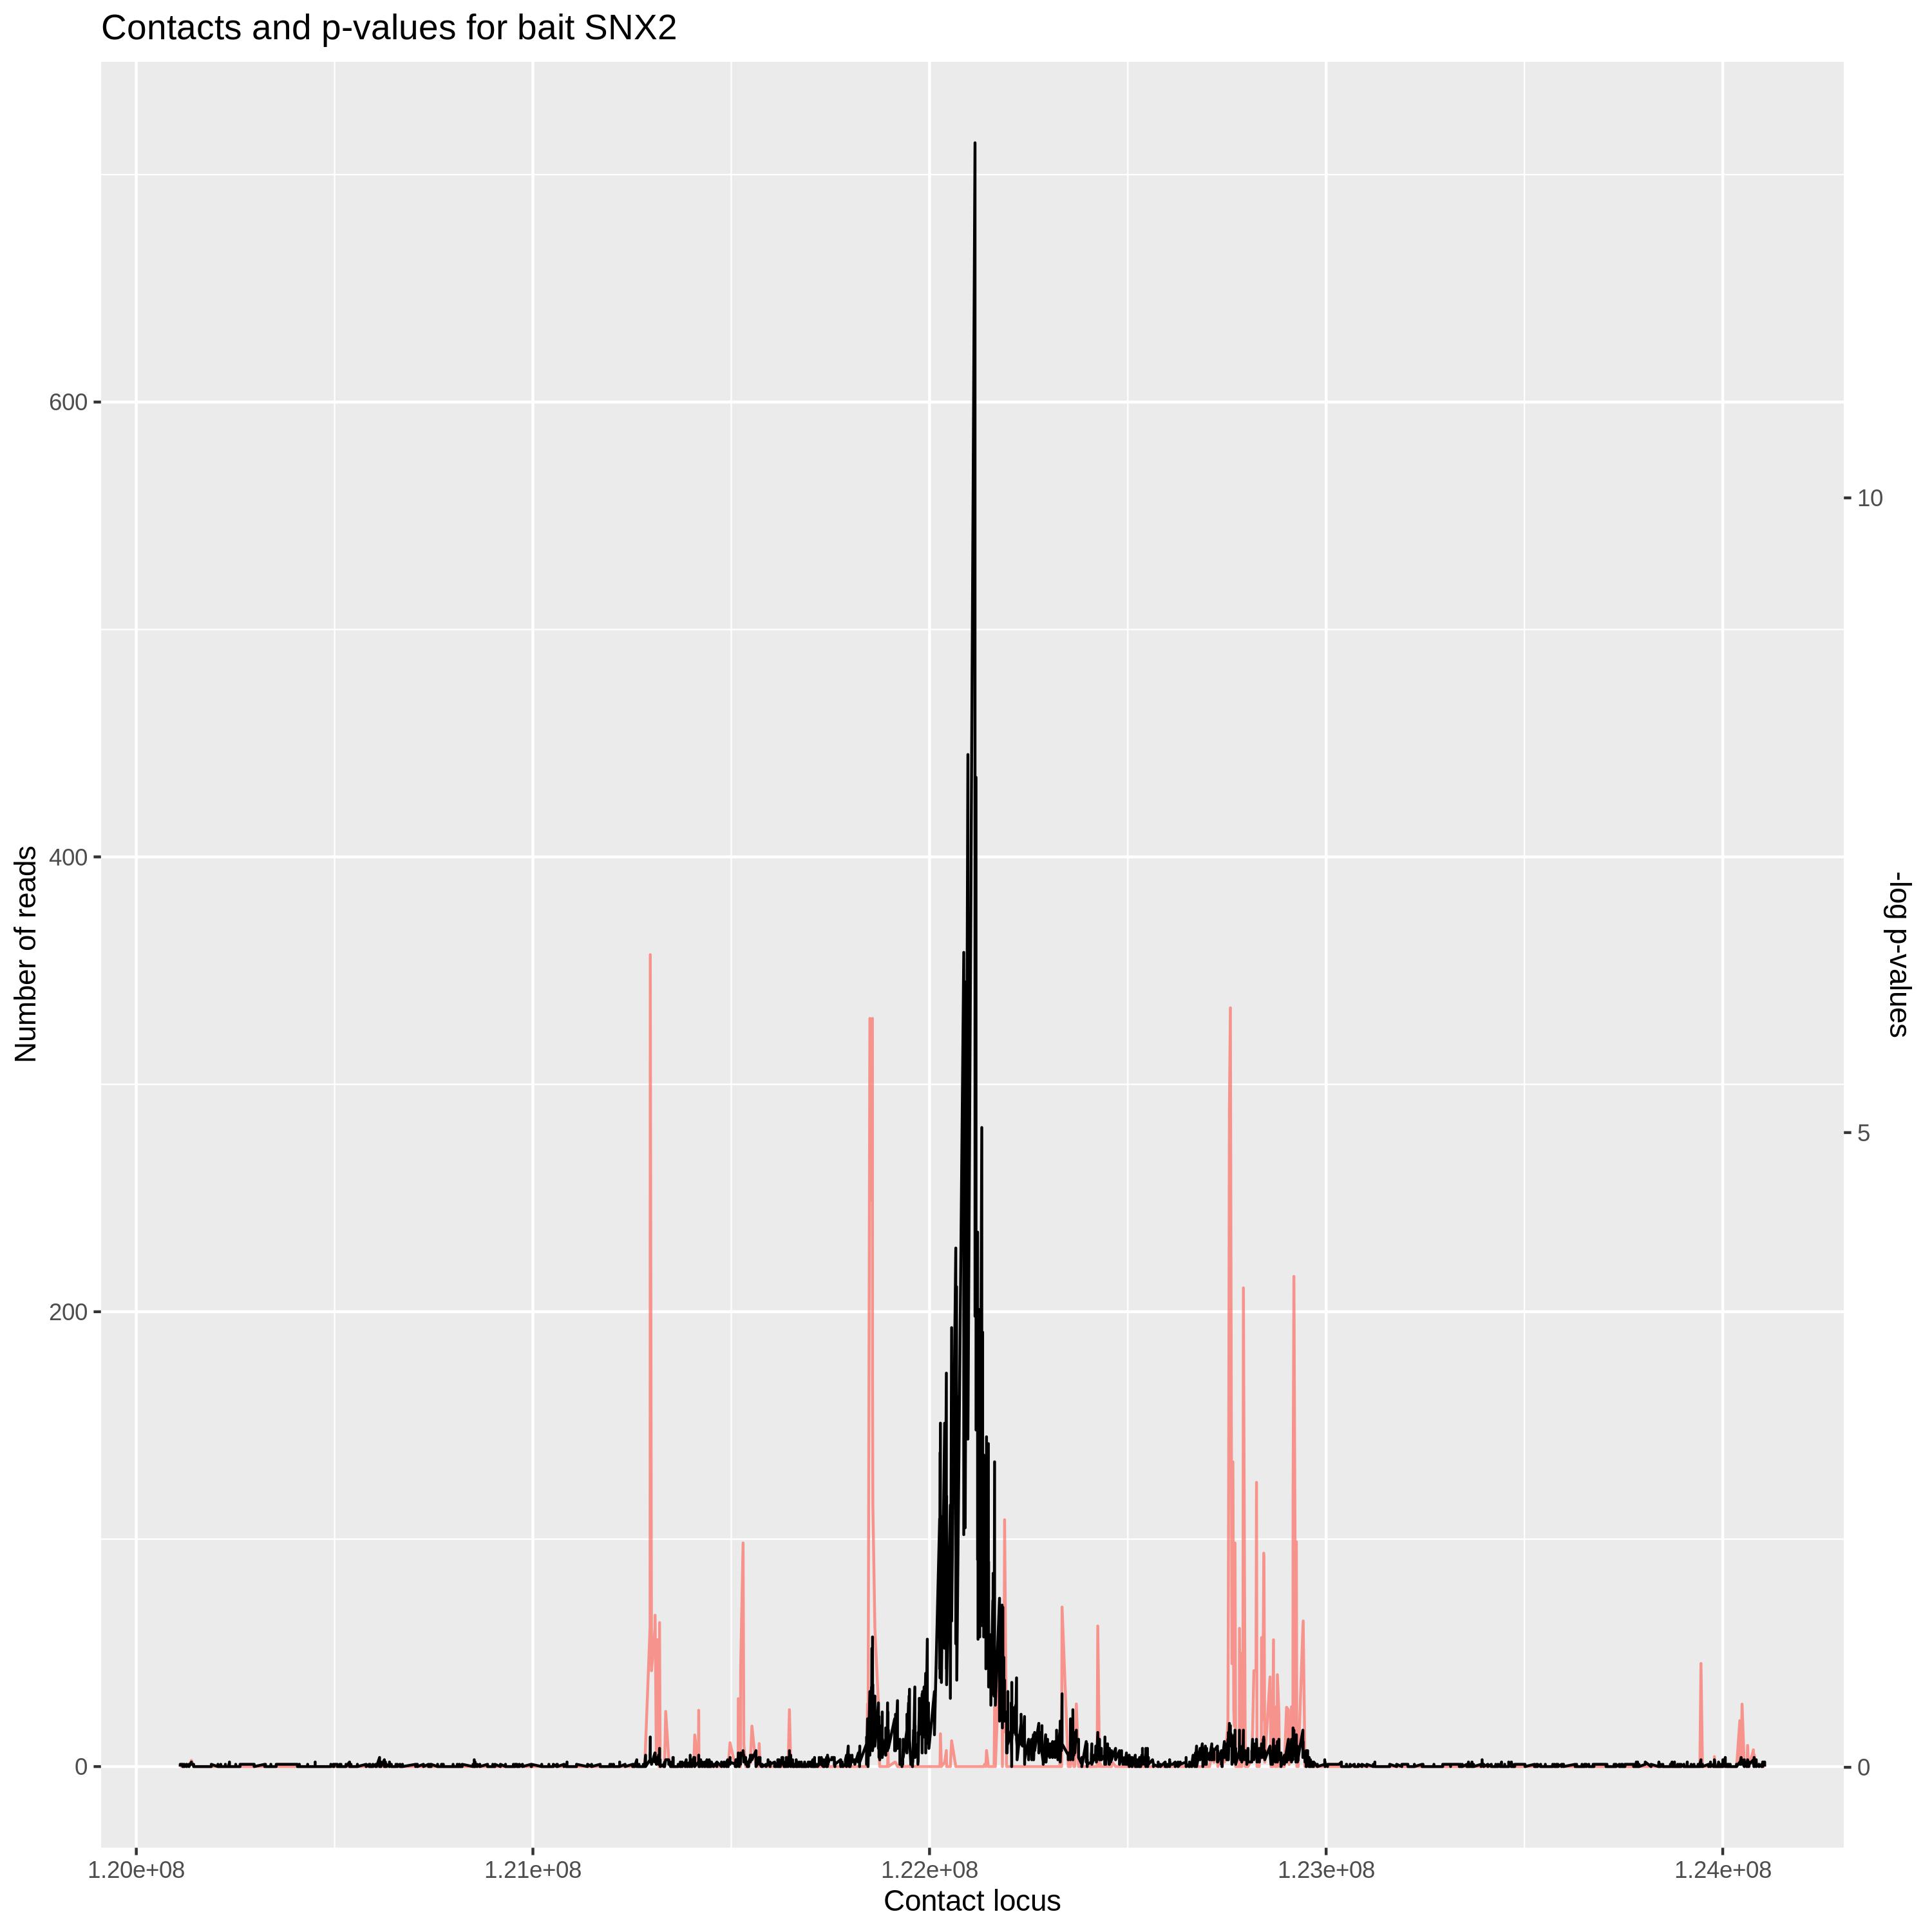 Contacts and p-values for bait SNX2
Number of reads
600
400
200
0
10
5
0
-log p-values
1.20e+08 1.21e+08 1.22e+08 1.23e+08 1.24e+08
Contact locus